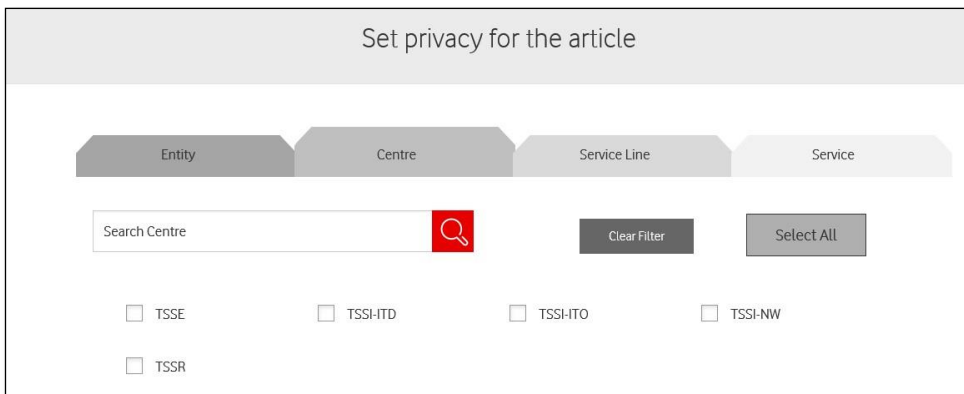 Set privacy for the article
Entity Centre Service Line Service
Search Centre Clear Filter Select All
TSSE TSSI-ITD TSSI-ITO TSSI-NW
TSSR